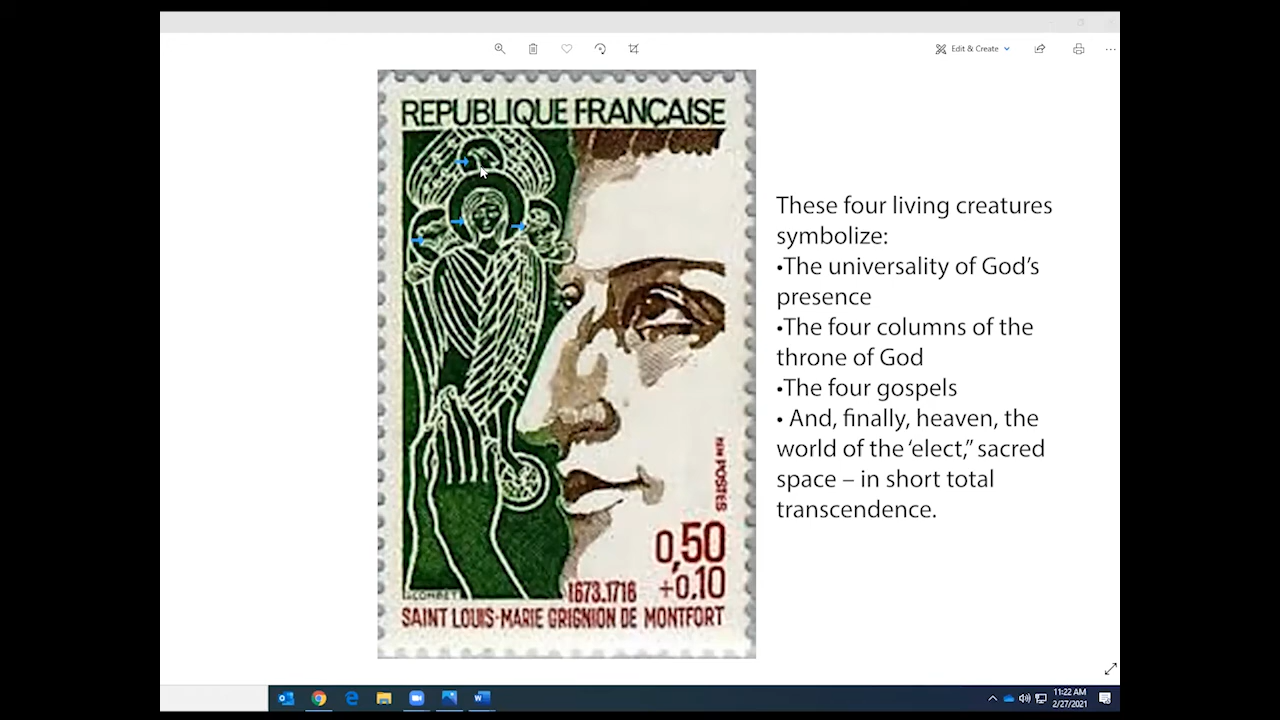 Edit & Create
REPUBLIQUE FRANÇAISE
These four living creatures
symbolize:
•The universality of God’s
presence
•The four columns of the
throne of God
•The four gospels
• And, finally, heaven, the
world of the ‘elect,” sacred
space – in short total
transcendence.
POSTES
0,50
+0,10
1673.1716
SAINT LOUIS-MARIE GRIGNION DE MONTFORT
11:22 AM
2/27/2021